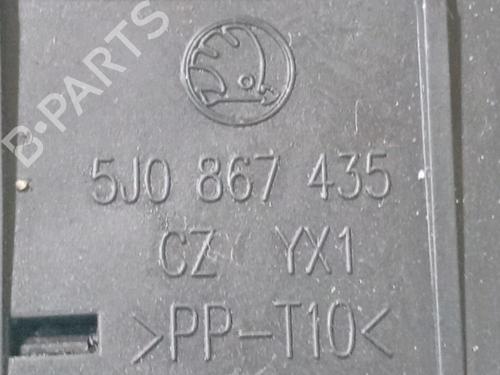 B-PARTS
5J0 867 435
CZ YX1
>PP-T10<